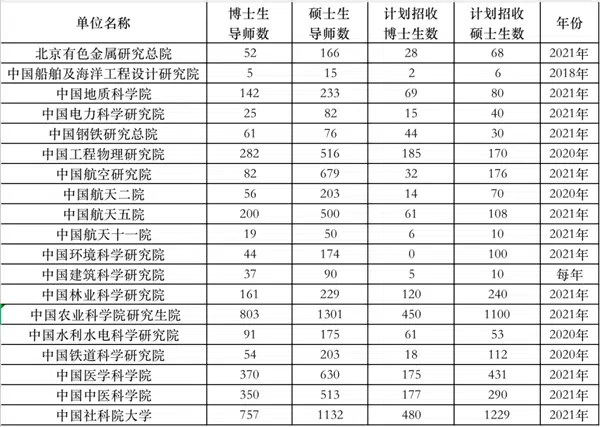 单位名称 博士生导师数 硕士生导师数 计划招收博士生数 计划招收硕士生数 年份
北京有色金属研究总院 52 166 28 68 2021年
中国船舶及海洋工程设计研究院 5 15 2 6 2018年
中国地质科学院 142 233 69 80 2021年
中国电力科学研究院 25 82 15 40 2021年
中国钢铁研究总院 61 76 44 30 2021年
中国工程物理研究院 282 516 185 170 2020年
中国航空研究院 82 679 32 176 2021年
中国航天二院 56 203 14 70 2020年
中国航天五院 200 500 61 108 2021年
中国航天十一院 19 50 6 10 2021年
中国环境科学研究院 44 174 0 100 2021年
中国建筑科学研究院 37 90 5 10 每年
中国林业科学研究院 161 229 120 240 2021年
中国农业科学院研究生院 803 1301 450 1100 2021年
中国水利水电科学研究院 91 175 61 53 2020年
中国铁道科学研究院 54 203 18 112 2020年
中国医学科学院 370 630 175 431 2021年
中国中医科学院 350 513 177 290 2021年
中国社科院大学 757 1132 480 1229 2021年